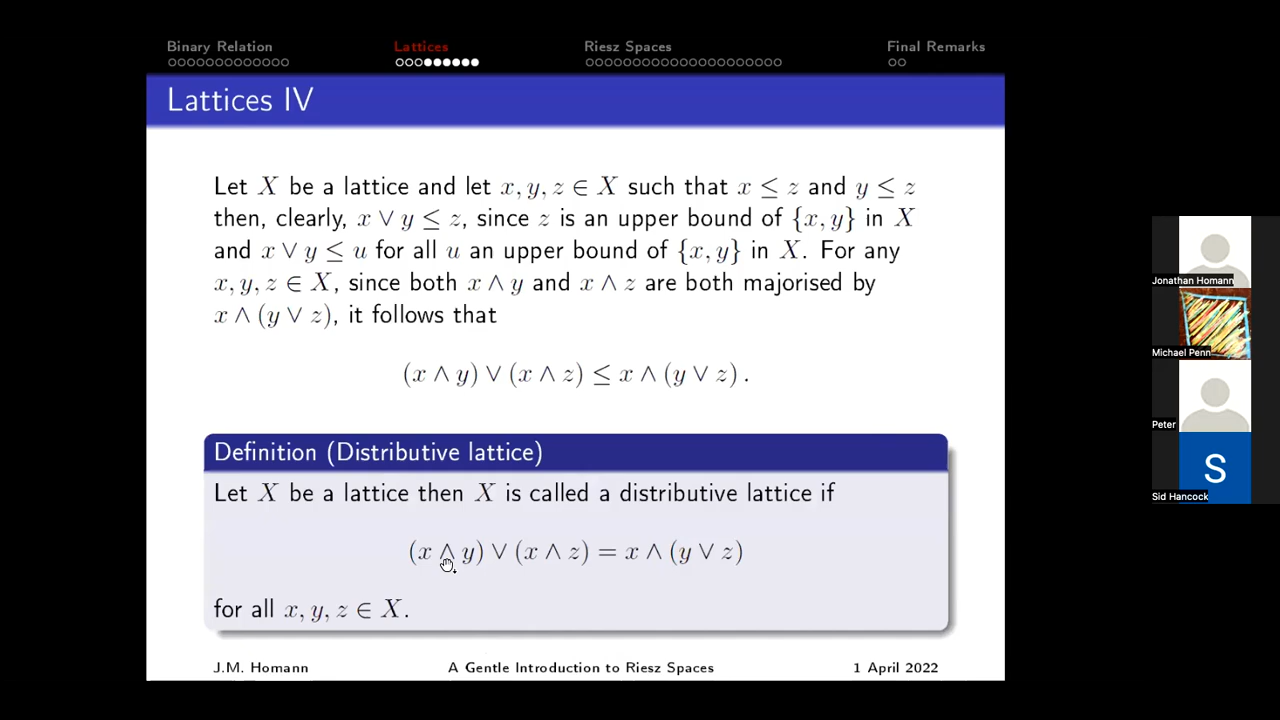 Binary Relation Lattices Riesz Spaces Final Remarks
Lattices IV
Let X be a lattice and let x, y, z ∈ X such that x ≤ z and y ≤ z
then, clearly, x ∨ y ≤ z, since z is an upper bound of {x, y} in X
and x ∨ y ≤ u for all u an upper bound of {x, y} in X. For any
x, y, z ∈ X, since both x ∧ y and x ∧ z are both majorised by
x ∧ (y ∨ z), it follows that
(x ∧ y) ∨ (x ∧ z) ≤ x ∧ (y ∨ z).
Definition (Distributive lattice)
Let X be a lattice then X is called a distributive lattice if
(x ∧ y) ∨ (x ∧ z) = x ∧ (y ∨ z)
for all x, y, z ∈ X.
J.M. Homann A Gentle Introduction to Riesz Spaces 1 April 2022
Jonathan Homann
Michael Penn
Peter
S
Sid Hancock